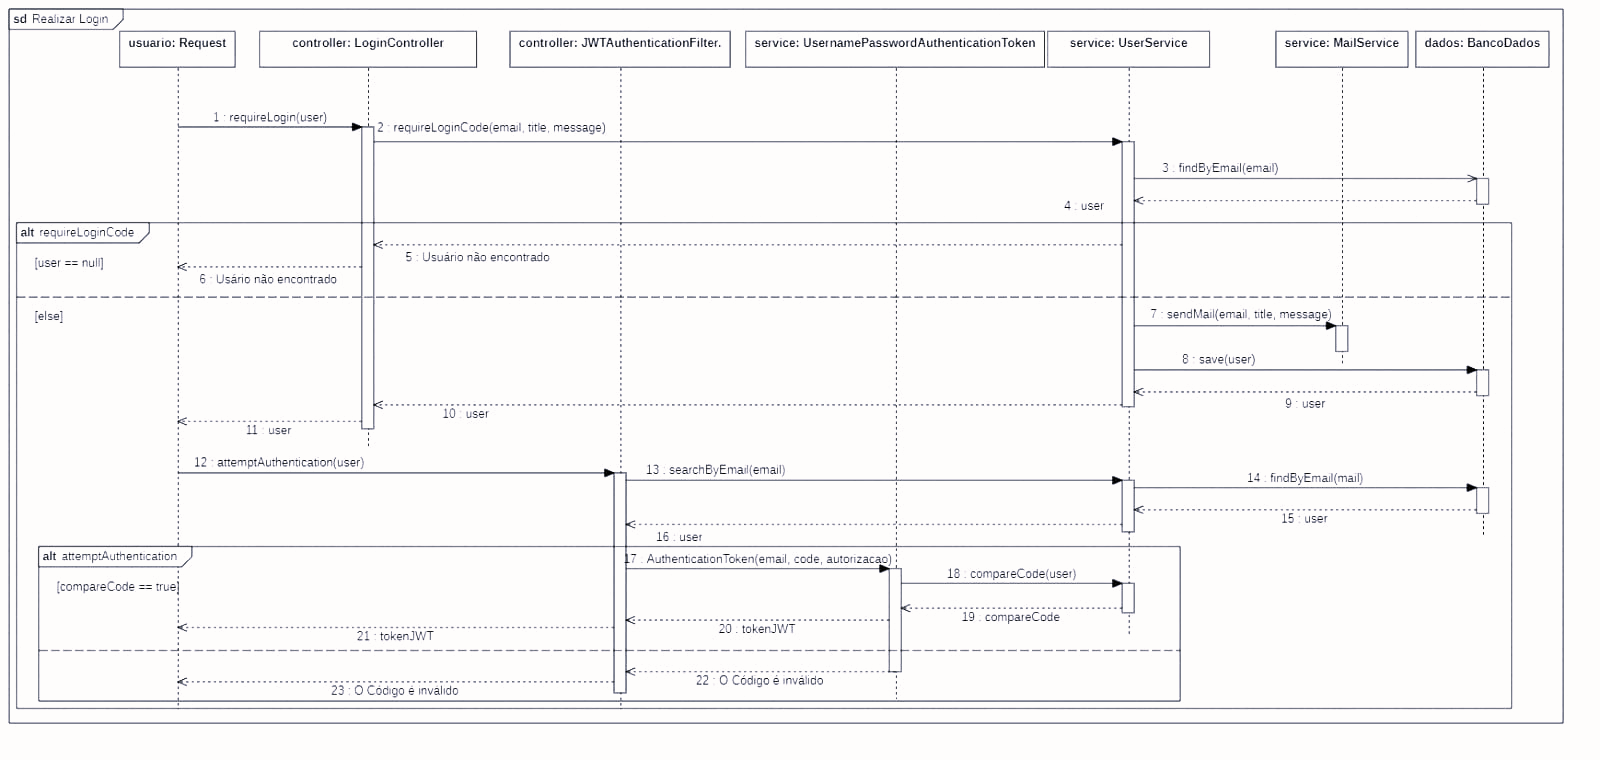 sd Realizar Login
usuario: Request
controller: LoginController
controller: JWTAuthenticationFilter.
service: UsernamePasswordAuthenticationToken
service: UserService
service: MailService
dados: BancoDados
1 : requireLogin(user)
2 : requireLoginCode(email, title, message)
3 : findByEmail(email)
4 : user
alt requireLoginCode
[user == null]
5 : Usuário não encontrado
6 : Usário não encontrado
[else]
7 : sendMail(email, title, message)
8 : save(user)
9 : user
10 : user
11 : user
12 : attemptAuthentication(user)
13 : searchByEmail(email)
14 : findByEmail(mail)
15 : user
16 : user
alt attemptAuthentication
17 : AuthenticationToken(email, code, autorizacao)
[compareCode == true]
18 : compareCode(user)
19 : compareCode
20 : tokenJWT
21 : tokenJWT
22 : O Código é inválido
23 : O Código é inválido